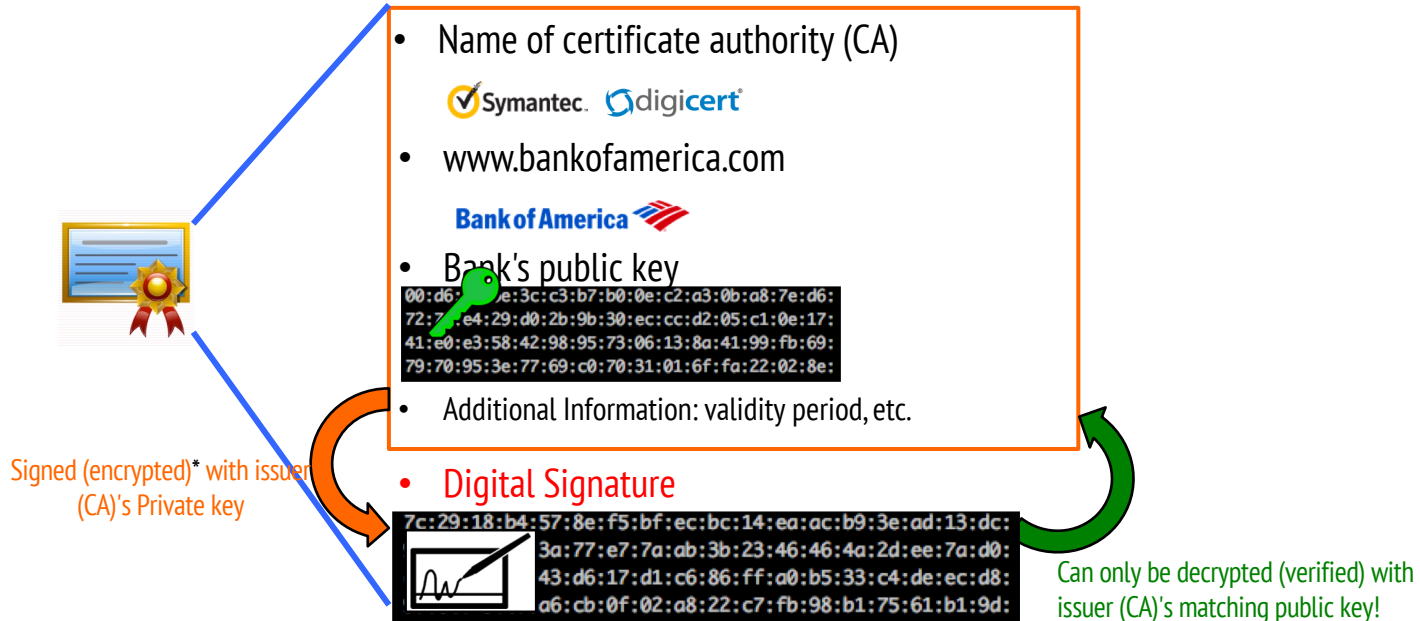 • Name of certificate authority (CA)
Symantec. digicert®
• www.bankofamerica.com
Bank of America
• Bank's public key
00:d6: e:3c:c3:b7:b0:0e:c2:a3:0b:a8:7e:d6:
72:7 e4:29:d0:2b:9b:30:ec:cc:d2:05:c1:0e:17:
41:e0:e3:58:42:98:95:73:06:13:8a:41:99:fb:69:
79:70:95:3e:77:69:c0:70:31:01:6f:fa:22:02:8e:
• Additional Information: validity period, etc.
Signed (encrypted)* with issuer
(CA)'s Private key
• Digital Signature
7c:29:18:b4:57:8e:f5:bf:ec:bc:14:ea:ac:b9:3e:ad:13:dc:
3a:77:e7:7a:ab:3b:23:46:46:4a:2d:ee:7a:d0:
43:d6:17:d1:c6:86:ff:a0:b5:33:c4:de:ec:d8:
a6:cb:0f:02:a8:22:c7:fb:98:b1:75:61:b1:9d:
Can only be decrypted (verified) with
issuer (CA)'s matching public key!